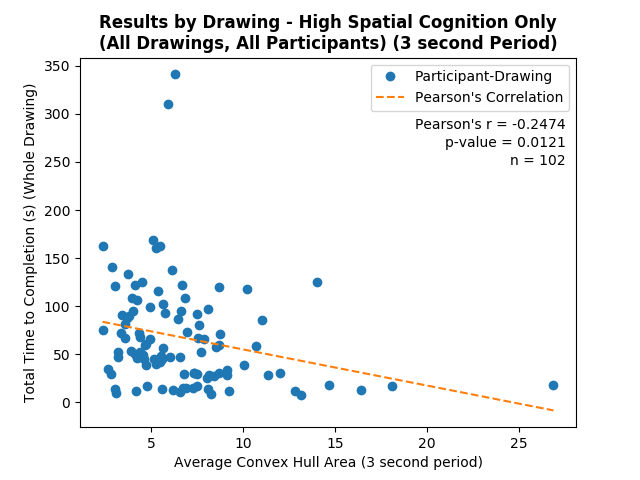 Results by Drawing - High Spatial Cognition Only
(All Drawings, All Participants) (3 second Period)
Participant-Drawing
Pearson's Correlation
Pearson's r = -0.2474
p-value = 0.0121
n = 102
Total Time to Completion (s) (Whole Drawing)
350
300
250
200
150
100
50
0
5
10
15
20
25
Average Convex Hull Area (3 second period)